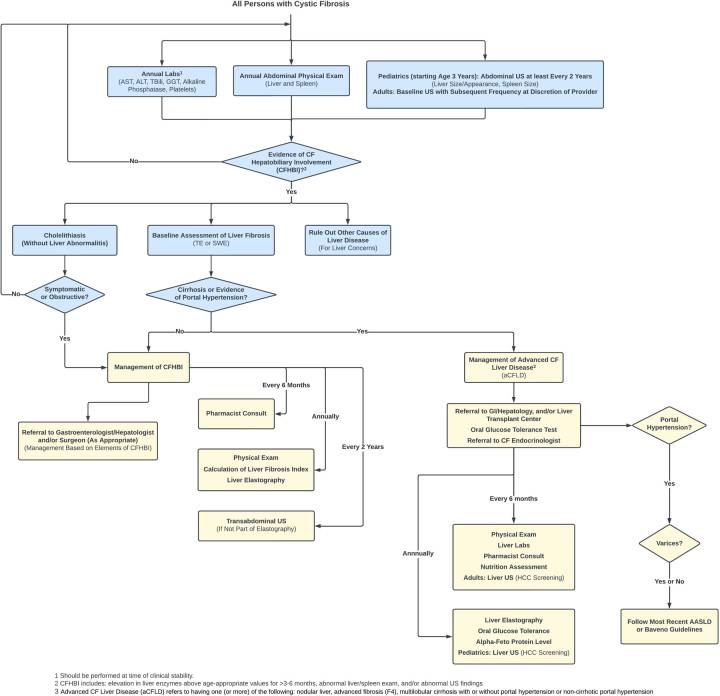 All Persons with Cystic Fibrosis
Annual Labs¹
(AST, ALT, TBili, GGT, Alkaline
Phosphatase, Platelets)
Annual Abdominal Physical Exam
(Liver and Spleen)
Pediatrics (starting Age 3 Years): Abdominal US at least Every 2 Years
(Liver Size/Appearance, Spleen Size)
Adults: Baseline US with Subsequent Frequency at Discretion of Provider
No
Evidence of CF
Hepatobiliary Involvement
(CFHBI)?²
Yes
Cholelithiasis
(Without Liver Abnormalitis)
Baseline Assessment of Liver Fibrosis
(TE or SWE)
Rule Out Other Causes of
Liver Disease
(For Liver Concerns)
No
Symptomatic
or Obstructive?
Cirrhosis or Evidence
of Portal Hypertension?
No
Yes
Yes
Management of CFHBI
Management of Advanced CF
Liver Disease³
(aCFLD)
Every 6 Months
Pharmacist Consult
Annually
Referral to Gastroenterologist/Hepatologist
and/or Surgeon (As Appropriate)
(Management Based on Elements of CFHBI)
Every 2 Years
Physical Exam
Calculation of Liver Fibrosis Index
Liver Elastography
Transabdominal US
(If Not Part of Elastography)
Referral to GI/Hepatology, and/or Liver
Transplant Center
Oral Glucose Tolerance Test
Referral to CF Endocrinologist
Portal
Hypertension?
Yes
Every 6 months
Annnually
Physical Exam
Liver Labs
Pharmacist Consult
Nutrition Assessment
Adults: Liver US (HCC Screening)
Varices?
Yes or No
Liver Elastography
Oral Glucose Tolerance
Alpha-Feto Protein Level
Pediatrics: Liver US (HCC Screening)
Follow Most Recent AASLD
or Baveno Guidelines
1 Should be performed at time of clinical stability.
2 CFHBI includes: elevation in liver enzymes above age-appropriate values for >3-6 months, abnormal liver/spleen exam, and/or abnormal US findings
3 Advanced CF Liver Disease (aCFLD) refers to having one (or more) of the following: nodular liver, advanced fibrosis (F4), multilobular cirrhosis with or without portal hypertension or non-cirrhotic portal hypertension